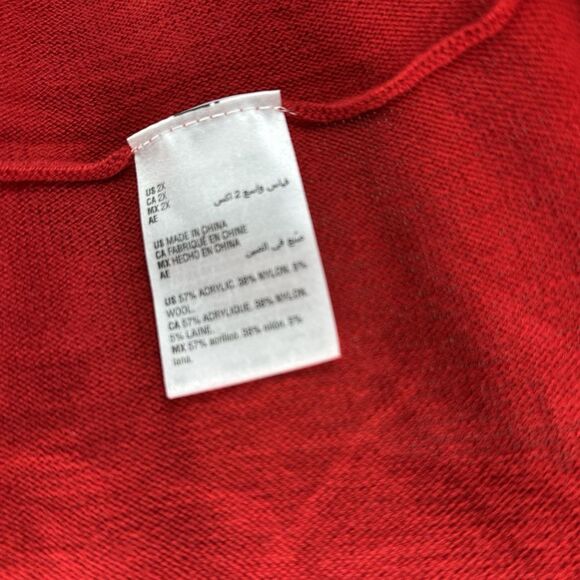 US 2X
CA 2X
MX 2X
AE قياس واسع 2 اكس
US MADE IN CHINA
CA FABRIQUÉ EN CHINE
MX HECHO EN CHINA
AE صنع في الصين
US 57% ACRYLIC. 38% NYLON. 5%
WOOL.
CA 57% ACRYLIQUE. 38% NYLON.
5% LAINE.
MX 57% acrílico. 38% nilón. 5%
lana.